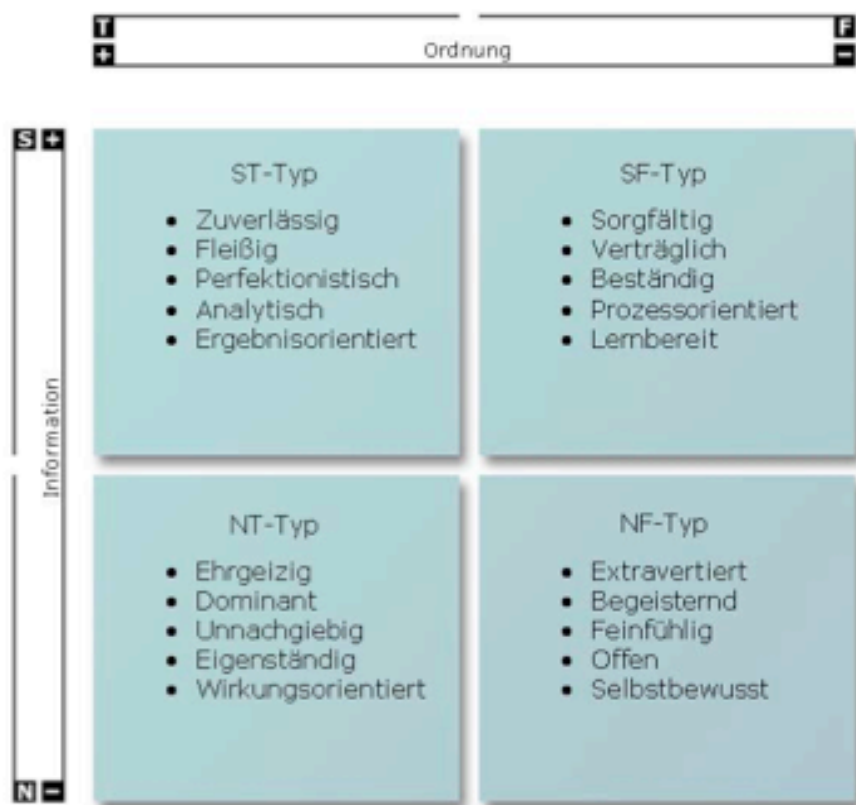 T F
+ Ordnung −
S +
ST-Typ
• Zuverlässig
• Fleißig
• Perfektionistisch
• Analytisch
• Ergebnisorientiert
SF-Typ
• Sorgfältig
• Verträglich
• Beständig
• Prozessorientiert
• Lernbereit
Information
NT-Typ
• Ehrgeizig
• Dominant
• Unnachgiebig
• Eigenständig
• Wirkungsorientiert
NF-Typ
• Extravertiert
• Begeisternd
• Feinfühlig
• Offen
• Selbstbewusst
N −